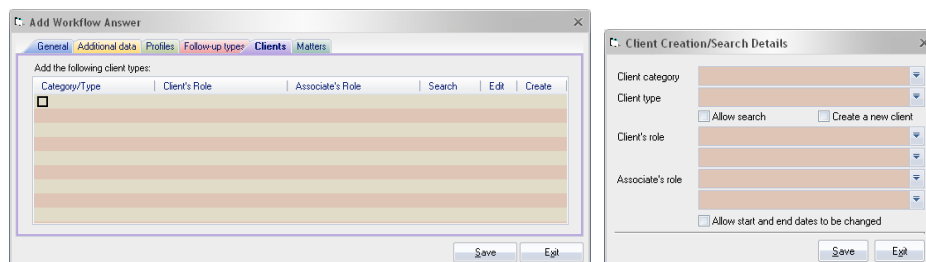 Add Workflow Answer
General Additional data Profiles Follow-up types Clients Matters
Add the following client types:
Category/Type Client's Role Associate's Role Search Edit Create
Save Exit
Client Creation/Search Details
Client category
Client type
Allow search Create a new client
Client's role
Associate's role
Allow start and end dates to be changed
Save Exit